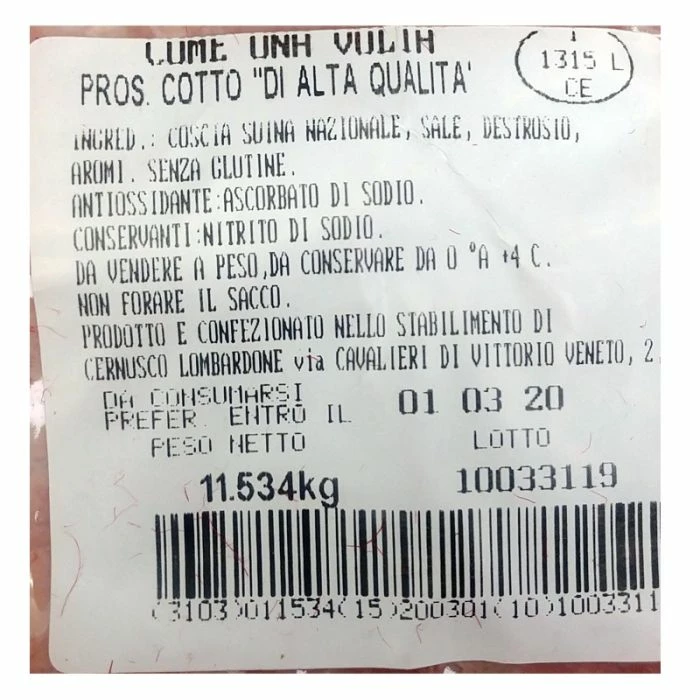 COME UNA VOLTA
PROS. COTTO "DI ALTA QUALITA'
1315 L
CE
INGRED.: COSCIA SUINA NAZIONALE, SALE, DESTROSIO,
AROMI. SENZA GLUTINE.
ANTIOSSIDANTE:ASCORBATO DI SODIO.
CONSERVANTI:NITRITO DI SODIO.
DA VENDERE A PESO,DA CONSERVARE DA 0 °A +4 C.
NON FORARE IL SACCO.
PRODOTTO E CONFEZIONATO NELLO STABILIMENTO DI
CERNUSCO LOMBARDONE via CAVALIERI DI VITTORIO VENETO, 2
DA CONSUMARSI
PREFER. ENTRO IL
01 03 20
PESO NETTO
LOTTO
11.534kg
10033119
(3103)011534(15)200301(10)1003311